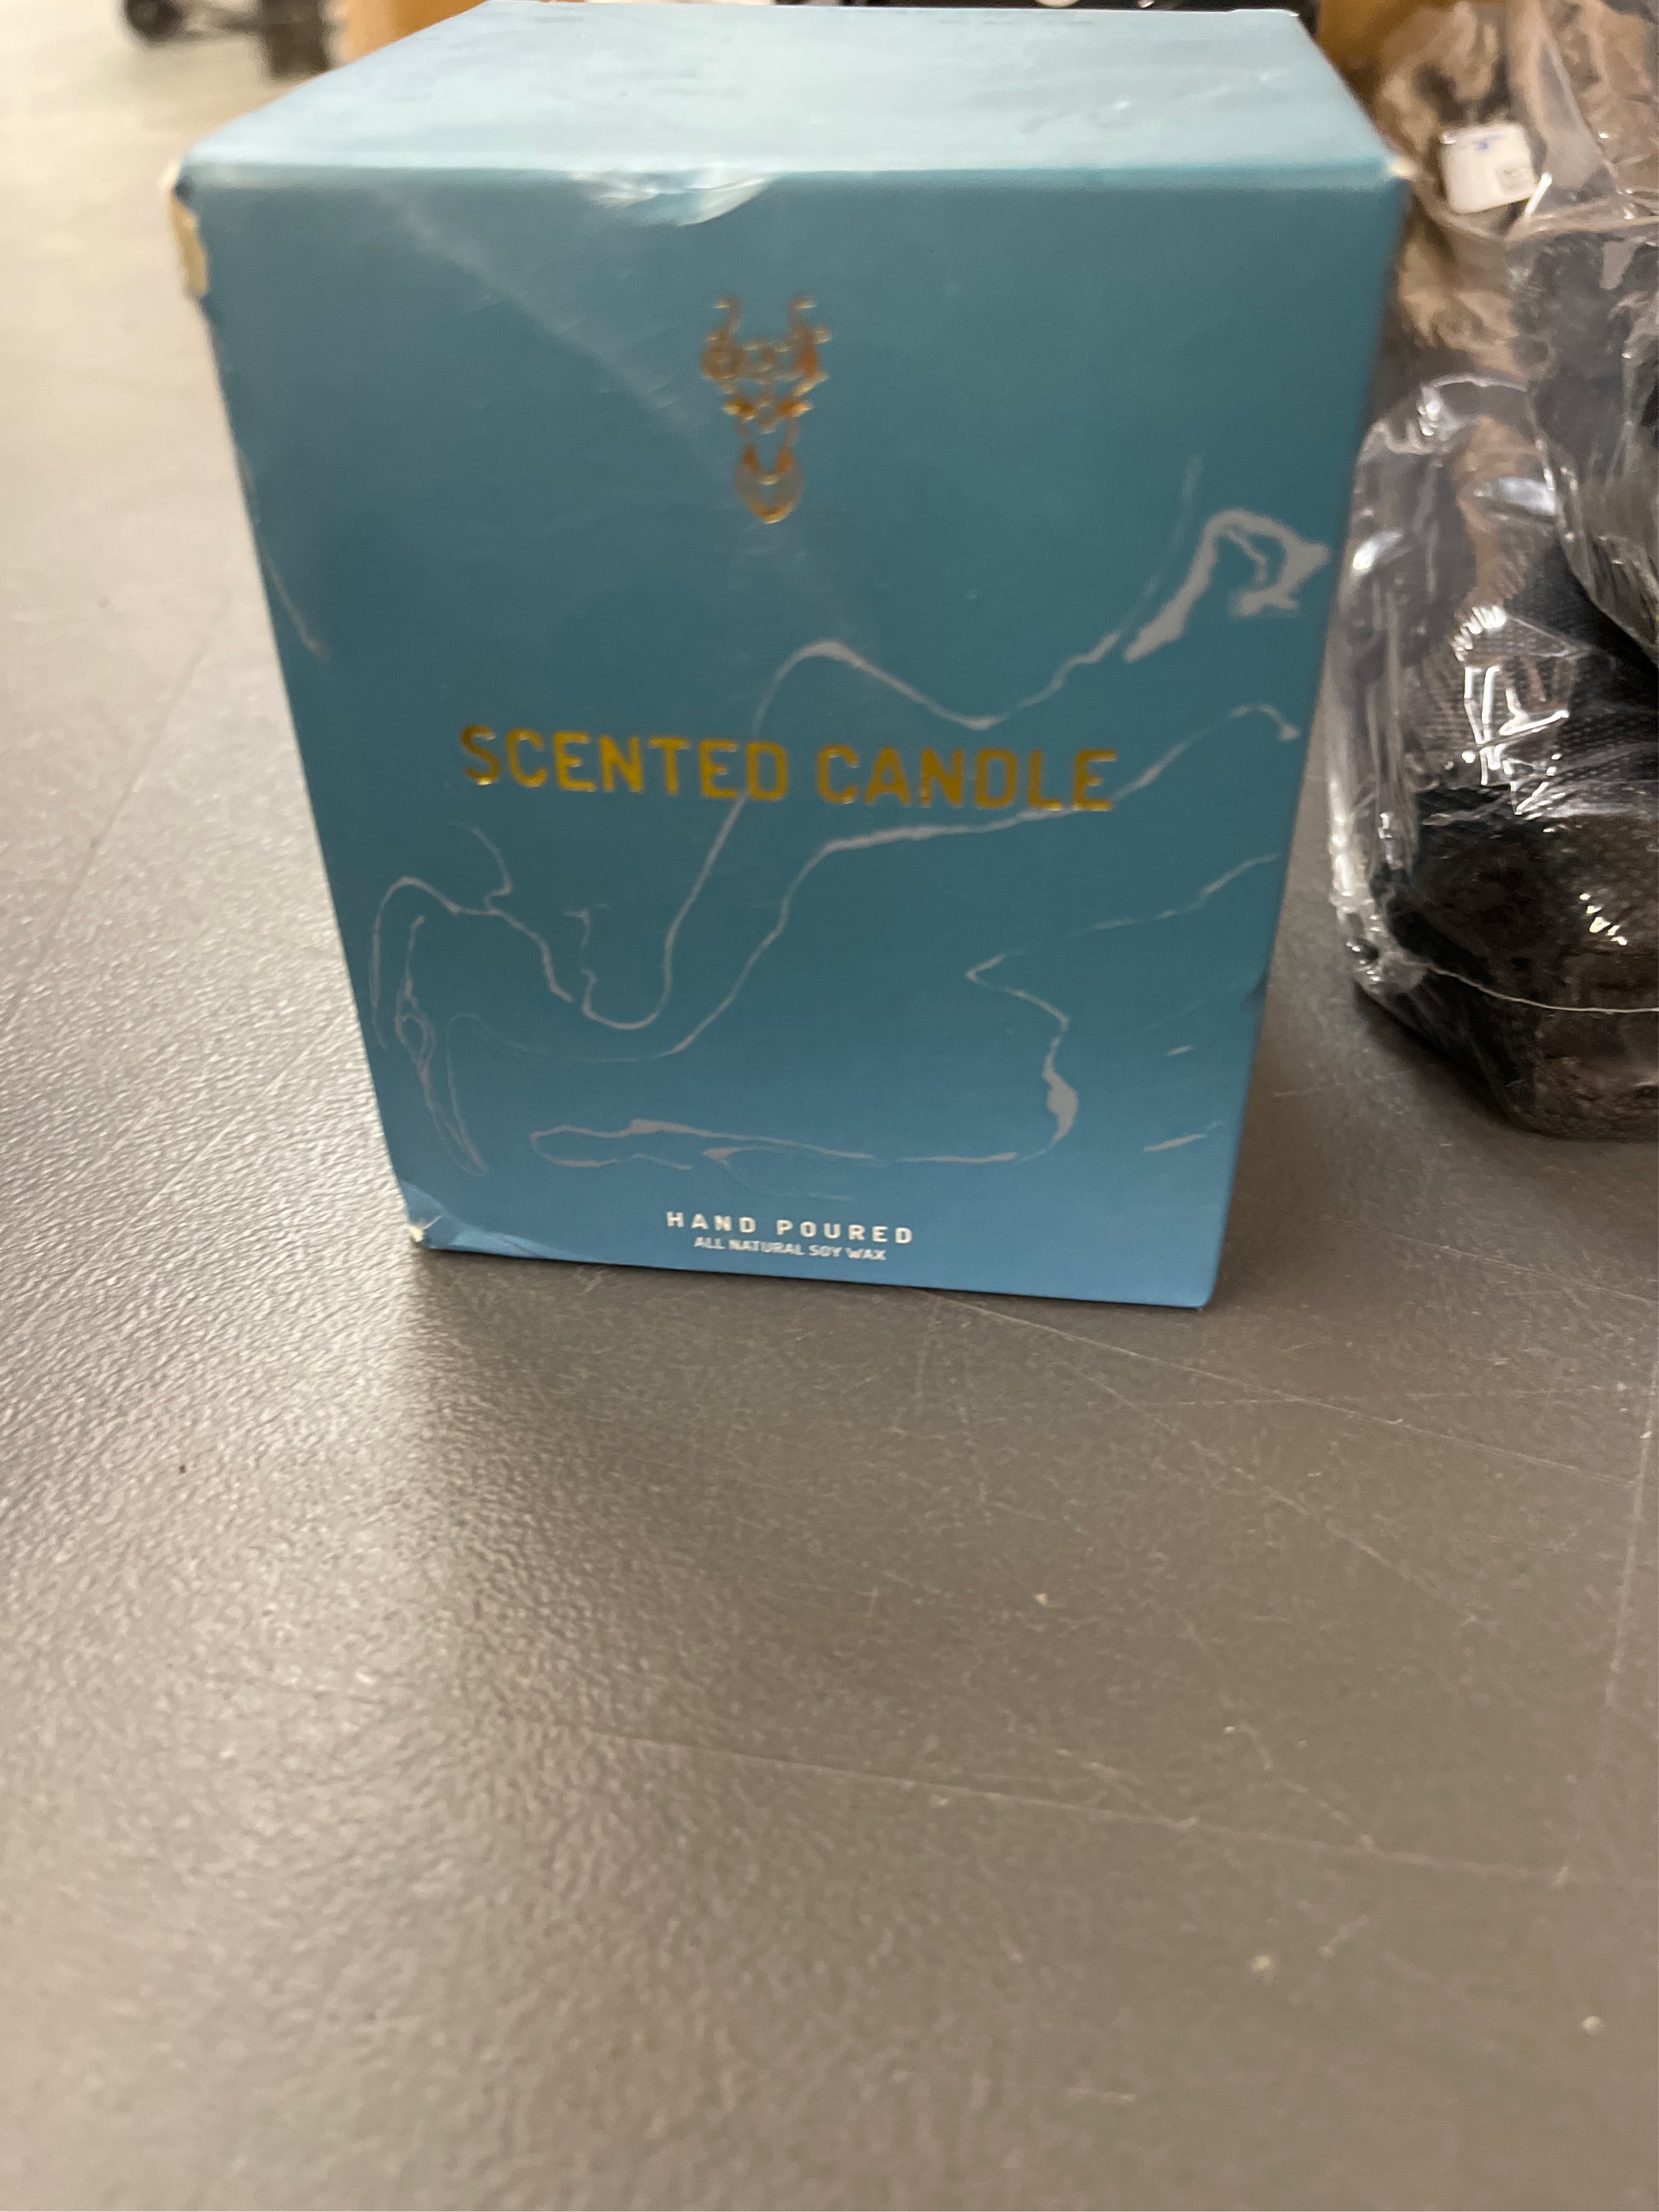 SCENTED CANDLE
HAND POURED
ALL NATURAL SOY WAX